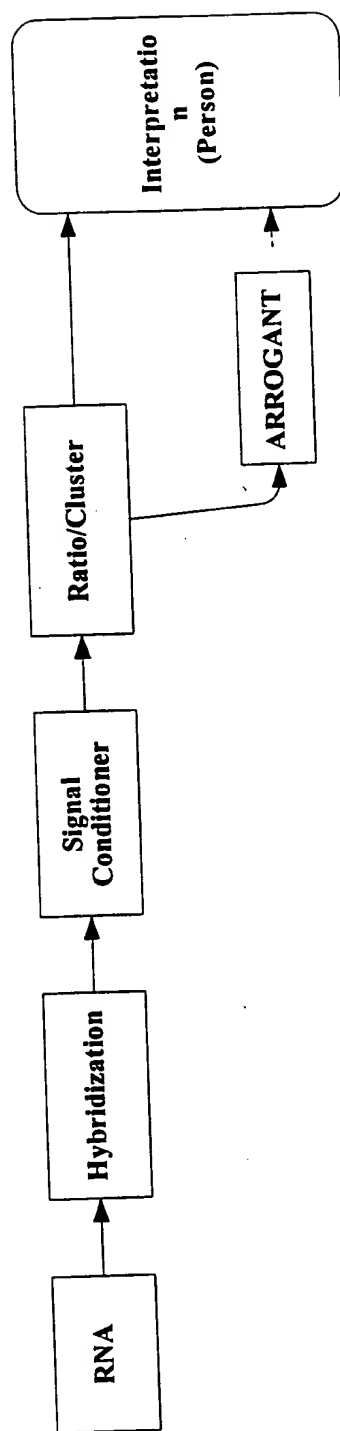 RNA
Hybridization
Signal
Conditioner
Ratio/Cluster
ARROGANT
Interpretatio
n
(Person)